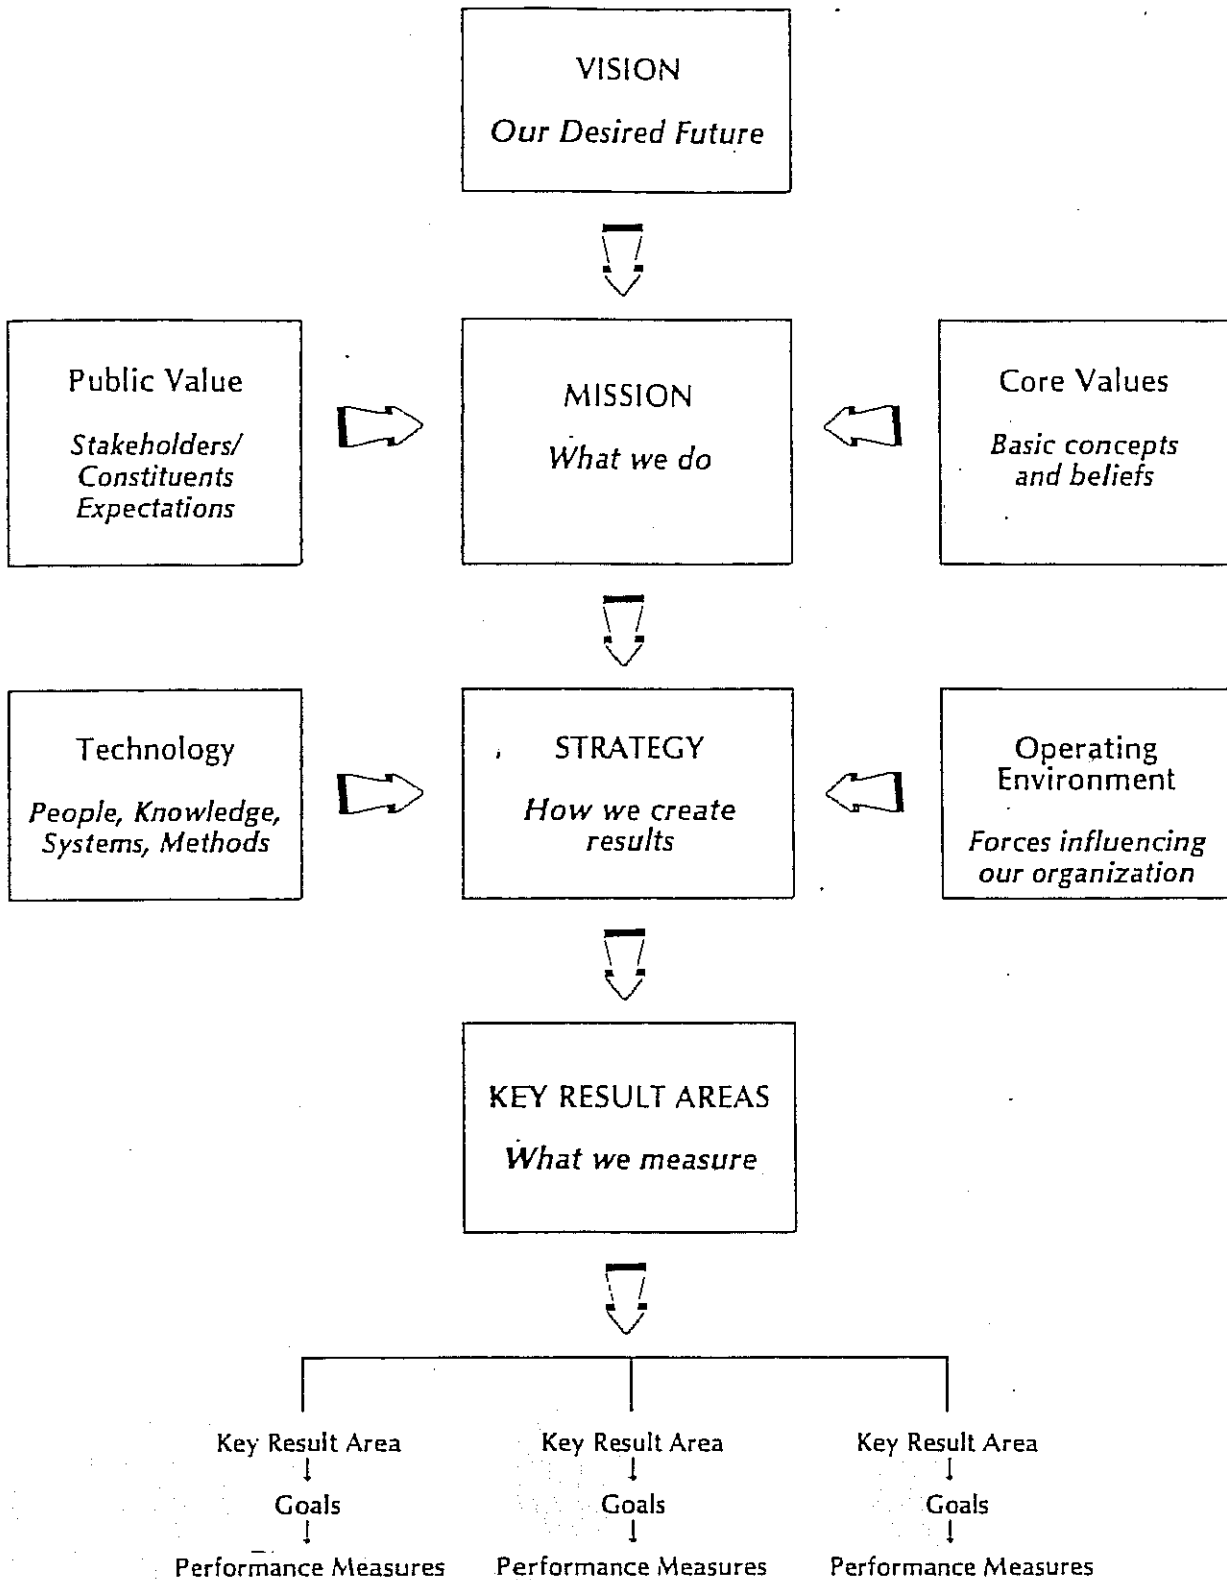 VISION
Our Desired Future
Public Value
Stakeholders/
Constituents
Expectations
MISSION
What we do
Core Values
Basic concepts
and beliefs
Technology
People, Knowledge,
Systems, Methods
STRATEGY
How we create
results
Operating
Environment
Forces influencing
our organization
KEY RESULT AREAS
What we measure
Key Result Area
Goals
Performance Measures
Key Result Area
Goals
Performance Measures
Key Result Area
Goals
Performance Measures